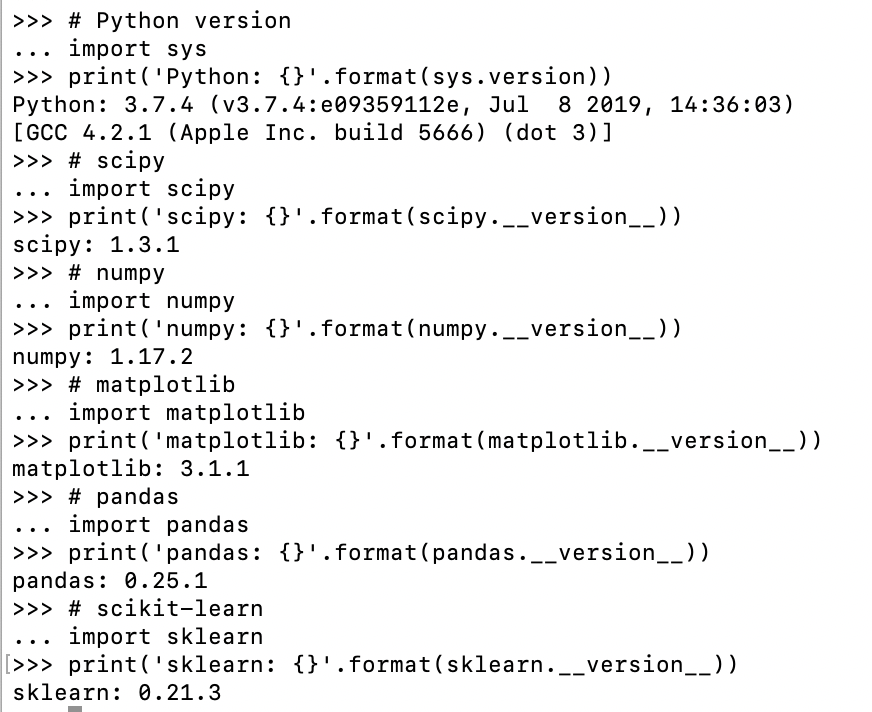 >>> # Python version
... import sys
>>> print('Python: {}'.format(sys.version))
Python: 3.7.4 (v3.7.4:e09359112e, Jul  8 2019, 14:36:03)
[GCC 4.2.1 (Apple Inc. build 5666) (dot 3)]
>>> # scipy
... import scipy
>>> print('scipy: {}'.format(scipy.__version__))
scipy: 1.3.1
>>> # numpy
... import numpy
>>> print('numpy: {}'.format(numpy.__version__))
numpy: 1.17.2
>>> # matplotlib
... import matplotlib
>>> print('matplotlib: {}'.format(matplotlib.__version__))
matplotlib: 3.1.1
>>> # pandas
... import pandas
>>> print('pandas: {}'.format(pandas.__version__))
pandas: 0.25.1
>>> # scikit-learn
... import sklearn
[>>> print('sklearn: {}'.format(sklearn.__version__))
sklearn: 0.21.3